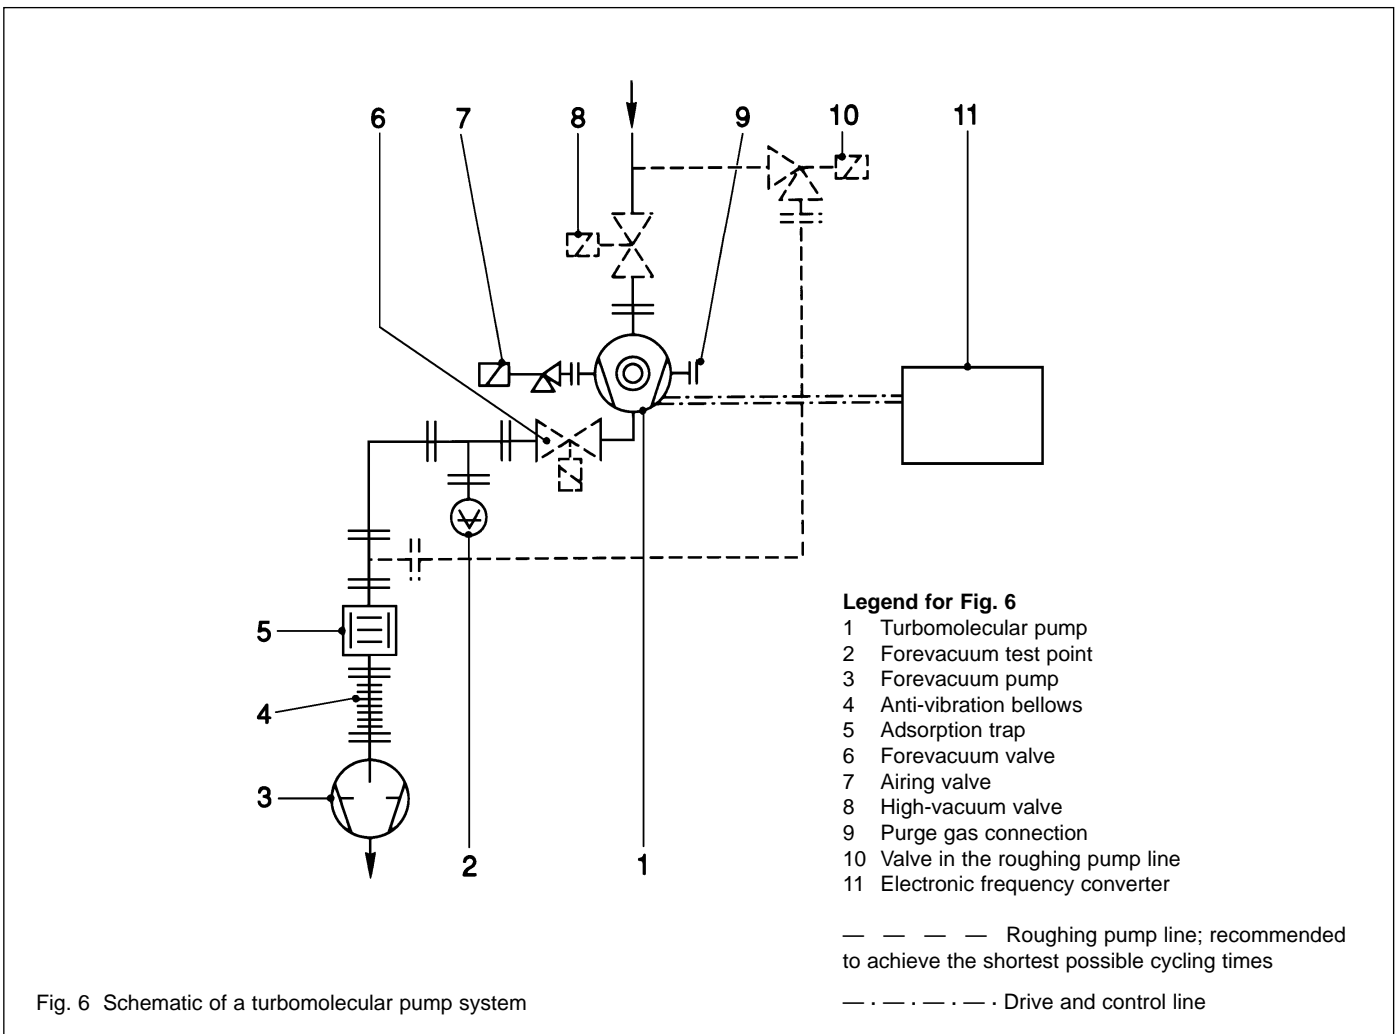 6 7 8 9 10 11
5
4
3
2 1
Legend for Fig. 6
1 Turbomolecular pump
2 Forevacuum test point
3 Forevacuum pump
4 Anti-vibration bellows
5 Adsorption trap
6 Forevacuum valve
7 Airing valve
8 High-vacuum valve
9 Purge gas connection
10 Valve in the roughing pump line
11 Electronic frequency converter
Roughing pump line; recommended
to achieve the shortest possible cycling times
Drive and control line
Fig. 6 Schematic of a turbomolecular pump system